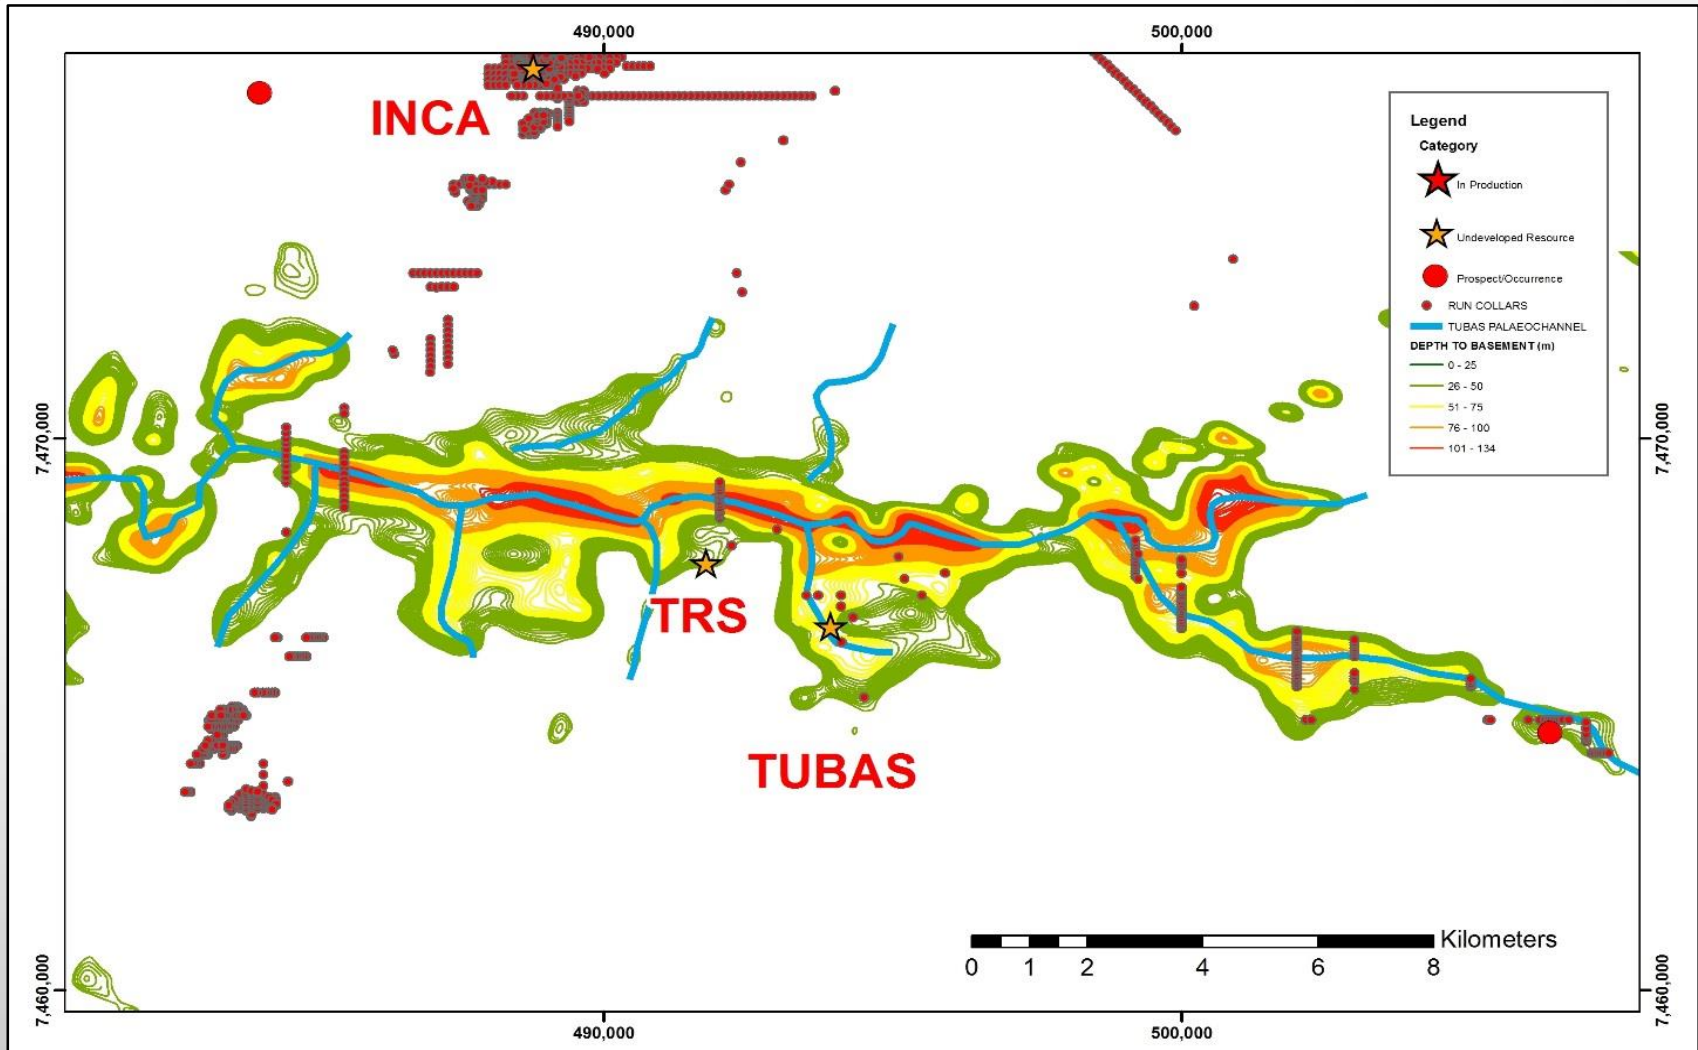 490,000
500,000
INCA
Legend
Category
In Production
Undeveloped Resource
Prospect/Occurrence
RUN COLLARS
TUBAS PALAEOCHANNEL
DEPTH TO BASEMENT (m)
0 - 25
26 - 50
51 - 75
76 - 100
101 - 134
7,470,000
7,470,000
TRS
TUBAS
Kilometers
0 1 2 4 6 8
7,460,000
7,460,000
490,000
500,000